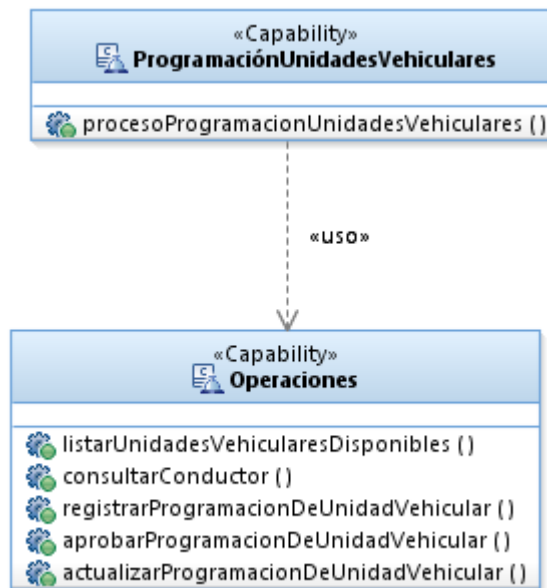 «Capability»
ProgramaciónUnidadesVehiculares
procesoProgramacionUnidadesVehiculares ()
«uso»
«Capability»
Operaciones
listarUnidadesVehicularesDisponibles ()
consultarConductor ()
registrarProgramacionDeUnidadVehicular ()
aprobarProgramacionDeUnidadVehicular ()
actualizarProgramacionDeUnidadVehicular ()